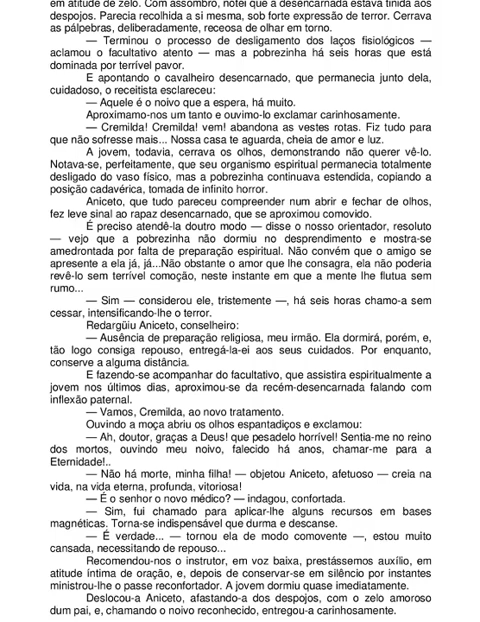 em atitude de zelo. Com assombro, notei que a desencarnada estava tinida aos
despojos. Parecia recolhida a si mesma, sob forte expressão de terror. Cerrava
as pálpebras, deliberadamente, receosa de olhar em torno.
— Terminou o processo de desligamento dos laços fisiológicos —
aclamou o facultativo atento — mas a pobrezinha há seis horas que está
dominada por terrível pavor.
E apontando o cavalheiro desencarnado, que permanecia junto dela,
cuidadoso, o receitista esclareceu:
— Aquele é o noivo que a espera, há muito.
Aproximamo-nos um tanto e ouvimo-lo exclamar carinhosamente.
— Cremilda! Cremilda! vem! abandona as vestes rotas. Fiz tudo para
que não sofresse mais... Nossa casa te aguarda, cheia de amor e luz.
A jovem, todavia, cerrava os olhos, demonstrando não querer vê-lo.
Notava-se, perfeitamente, que seu organismo espiritual permanecia totalmente
desligado do vaso físico, mas a pobrezinha continuava estendida, copiando a
posição cadavérica, tomada de infinito horror.
Aniceto, que tudo pareceu compreender num abrir e fechar de olhos,
fez leve sinal ao rapaz desencarnado, que se aproximou comovido.
É preciso atendê-la doutro modo — disse o nosso orientador, resoluto
— vejo que a pobrezinha não dormiu no desprendimento e mostra-se
amedrontada por falta de preparação espiritual. Não convém que o amigo se
apresente a ela já, já...Não obstante o amor que lhe consagra, ela não poderia
revê-lo sem terrível comoção, neste instante em que a mente lhe flutua sem
rumo...
— Sim — considerou ele, tristemente —, há seis horas chamo-a sem
cessar, intensificando-lhe o terror.
Redargüiu Aniceto, conselheiro:
— Ausência de preparação religiosa, meu irmão. Ela dormirá, porém, e,
tão logo consiga repouso, entregá-la-ei aos seus cuidados. Por enquanto,
conserve a alguma distância.
E fazendo-se acompanhar do facultativo, que assistira espiritualmente a
jovem nos últimos dias, aproximou-se da recém-desencarnada falando com
inflexão paternal.
— Vamos, Cremilda, ao novo tratamento.
Ouvindo a moça abriu os olhos espantadiços e exclamou:
— Ah, doutor, graças a Deus! que pesadelo horrível! Sentia-me no reino
dos mortos, ouvindo meu noivo, falecido há anos, chamar-me para a
Eternidade!..
— Não há morte, minha filha! — objetou Aniceto, afetuoso — creia na
vida, na vida eterna, profunda, vitoriosa!
— É o senhor o novo médico? — indagou, confortada.
— Sim, fui chamado para aplicar-lhe alguns recursos em bases
magnéticas. Torna-se indispensável que durma e descanse.
— É verdade... — tornou ela de modo comovente —, estou muito
cansada, necessitando de repouso...
Recomendou-nos o instrutor, em voz baixa, prestássemos auxílio, em
atitude íntima de oração, e, depois de conservar-se em silêncio por instantes
ministrou-lhe o passe reconfortador. A jovem dormiu quase imediatamente.
Deslocou-a Aniceto, afastando-a dos despojos, com o zelo amoroso
dum pai, e, chamando o noivo reconhecido, entregou-a carinhosamente.